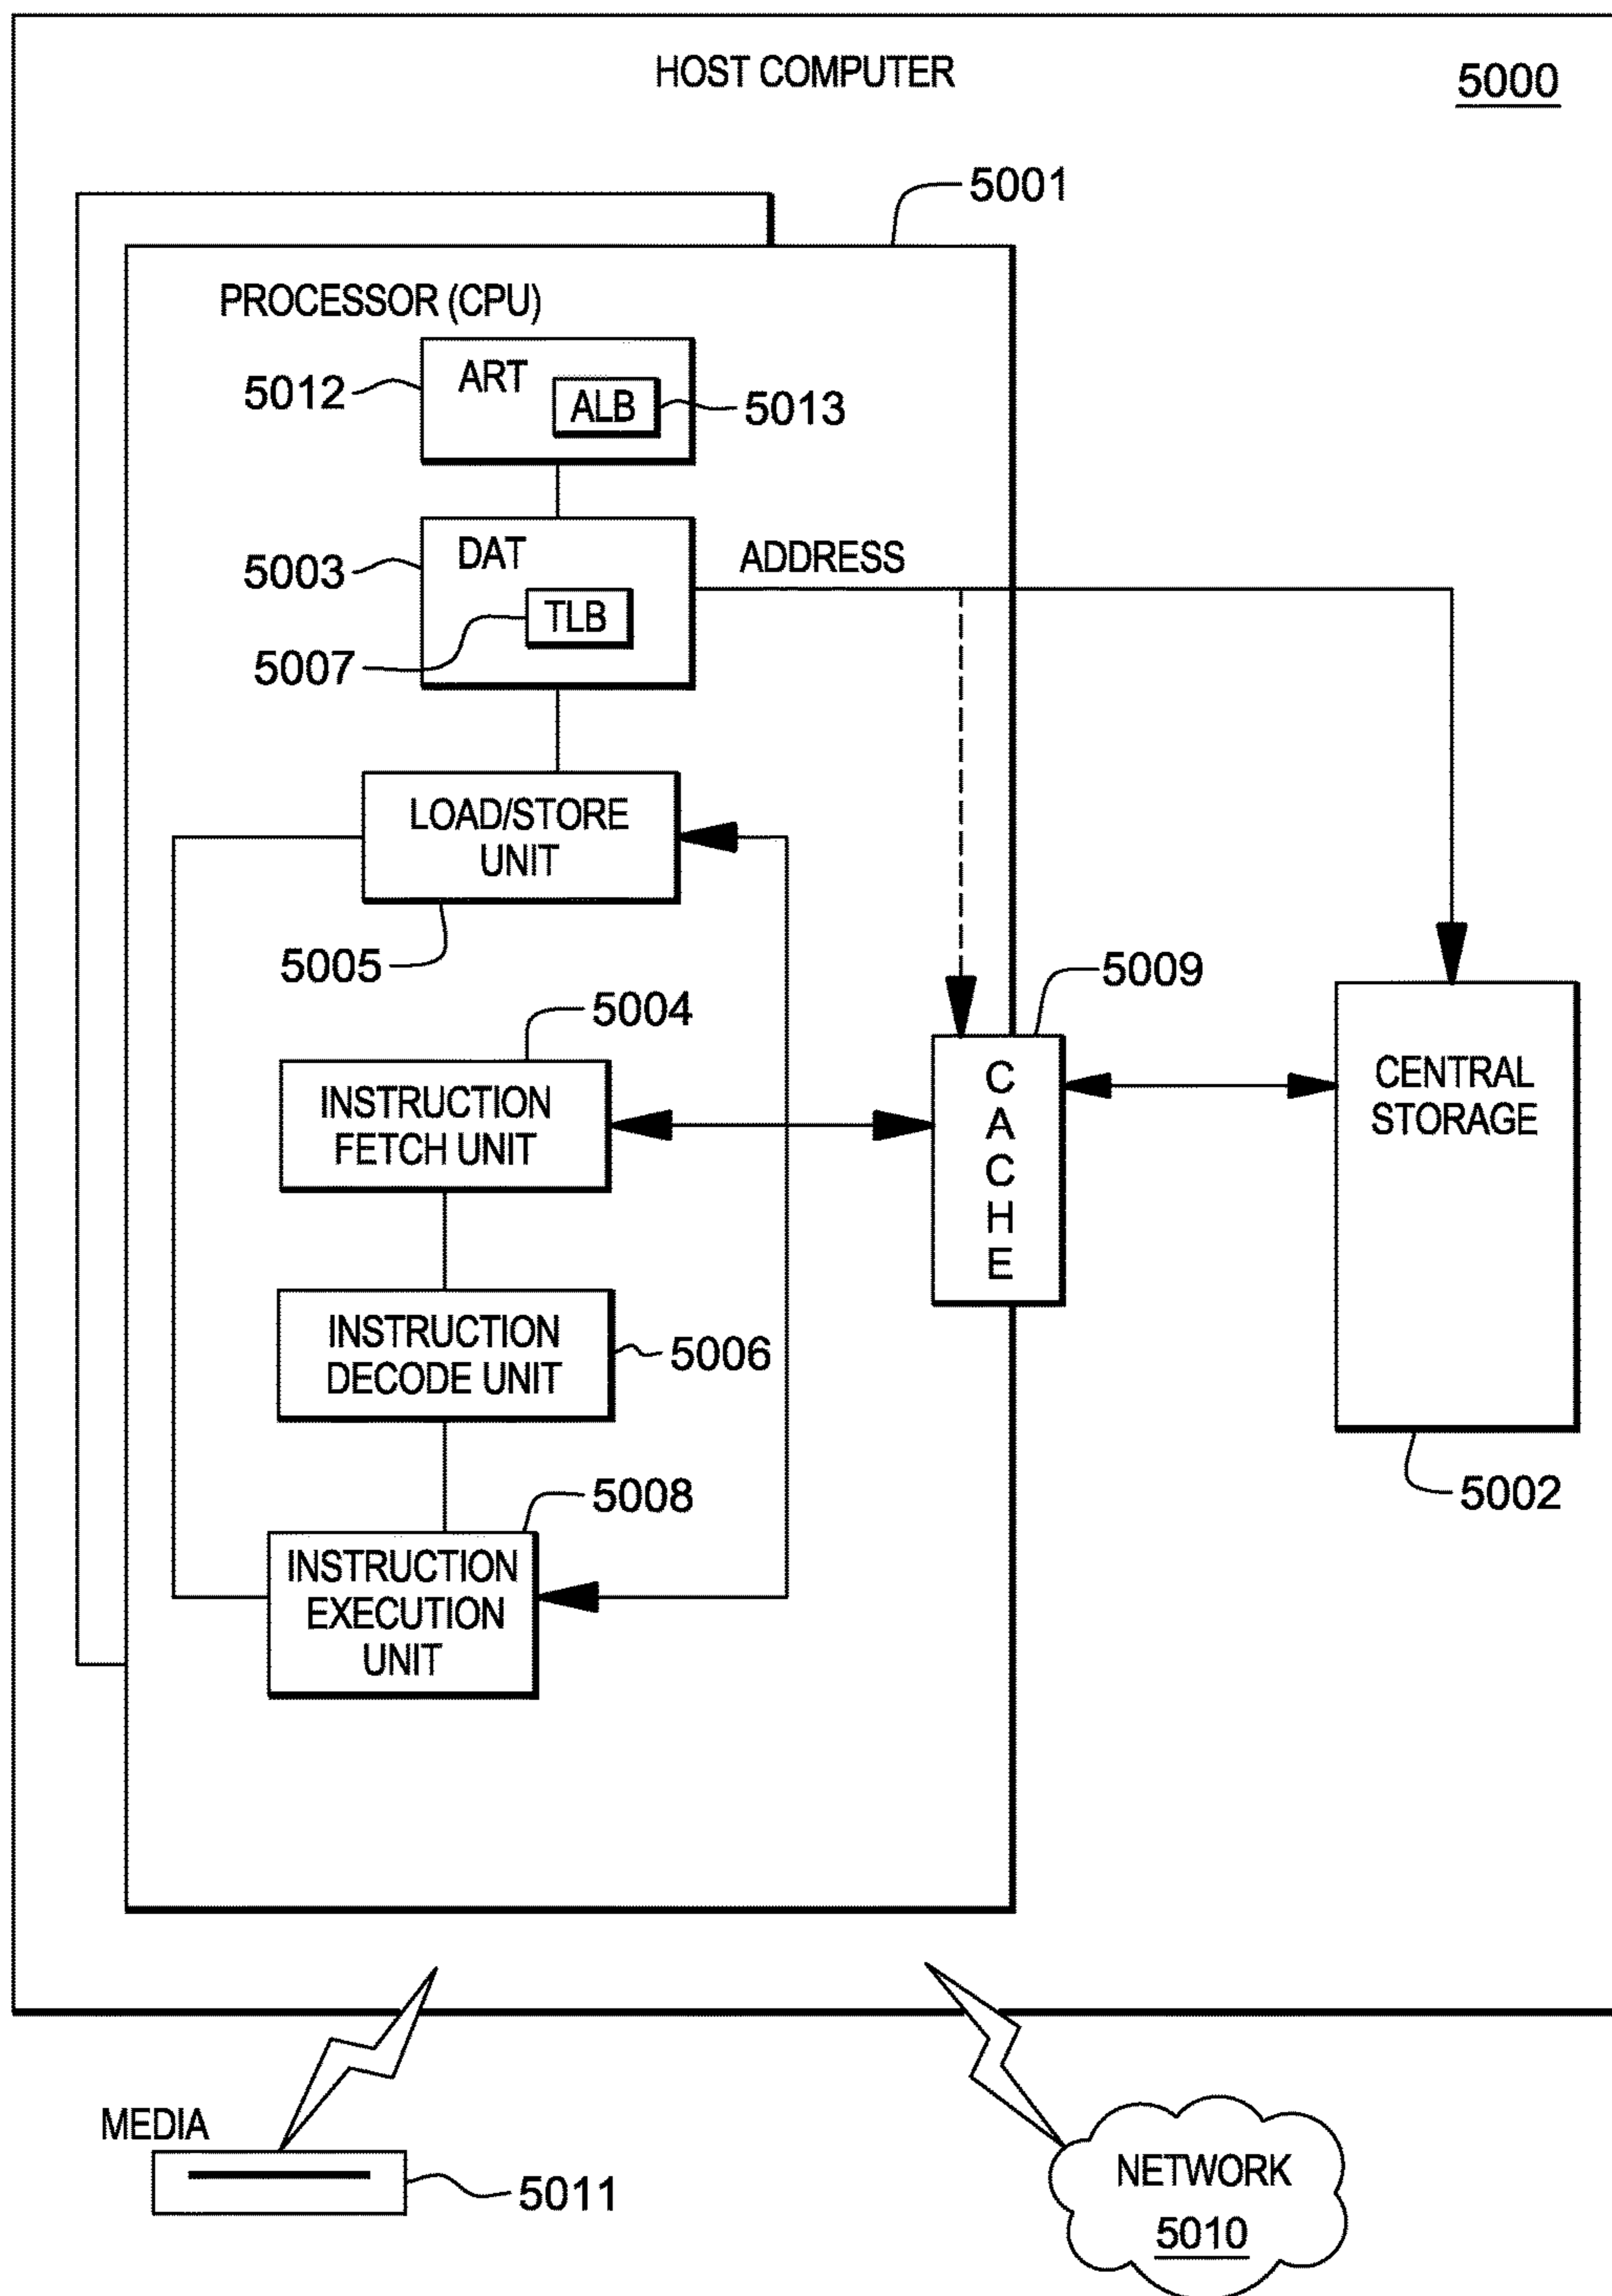 HOST COMPUTER
5000
5001
PROCESSOR (CPU)
ART
5012
ALB
5013
DAT
ADDRESS
5003
TLB
5007
LOAD/STORE
UNIT
5005
5009
5004
CACHE
CENTRAL
STORAGE
INSTRUCTION
FETCH UNIT
INSTRUCTION
DECODE UNIT
5006
5008
5002
INSTRUCTION
EXECUTION
UNIT
MEDIA
5011
NETWORK
5010